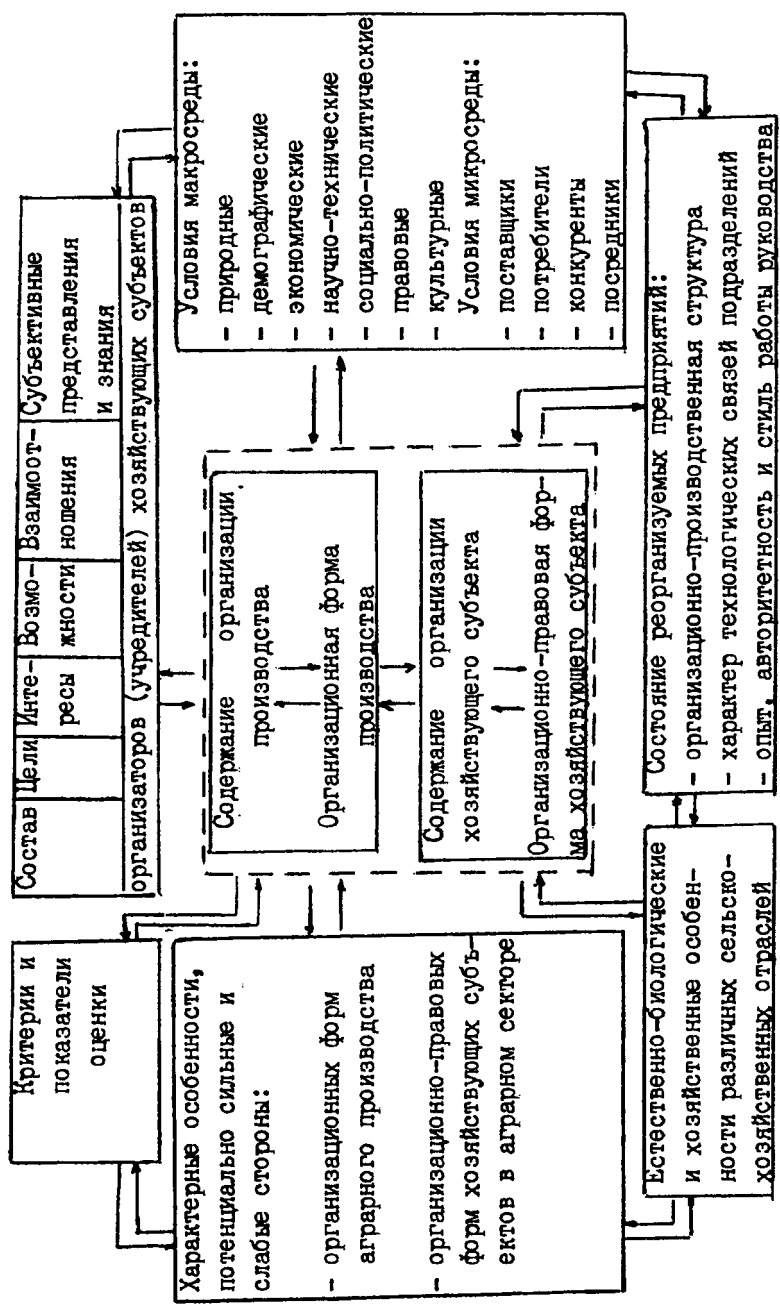 Критерии и
показатели
оценки
Состав
Цели
Инте-
ресы
Возмо-
жности
Взаимоот-
ношения
Субъективные
представления
и знания
организаторов (учредителей) хозяйствующих субъектов
Характерные особенности,
потенциально сильные и
слабые стороны:
- организационных форм
аграрного производства
- организационно-правовых
форм хозяйствующих субъ-
ектов в аграрном секторе
Содержание организации
производства
Организационная форма
производства
Содержание организации
хозяйствующего субъекта
Организационно-правовая фор-
ма хозяйствующего субъекта
Условия макросреды:
- природные
- демографические
- экономические
- научно-технические
- социально-политические
- правовые
- культурные
Условия микросреды:
- поставщики
- потребители
- конкуренты
- посредники
Естественно-биологические
и хозяйственные особен-
ности различных сельско-
хозяйственных отраслей
Состояние реорганизуемых предприятий:
- организационно-производственная структура
- характер технологических связей подразделений
- опыт, авторитетность и стиль работы руководства